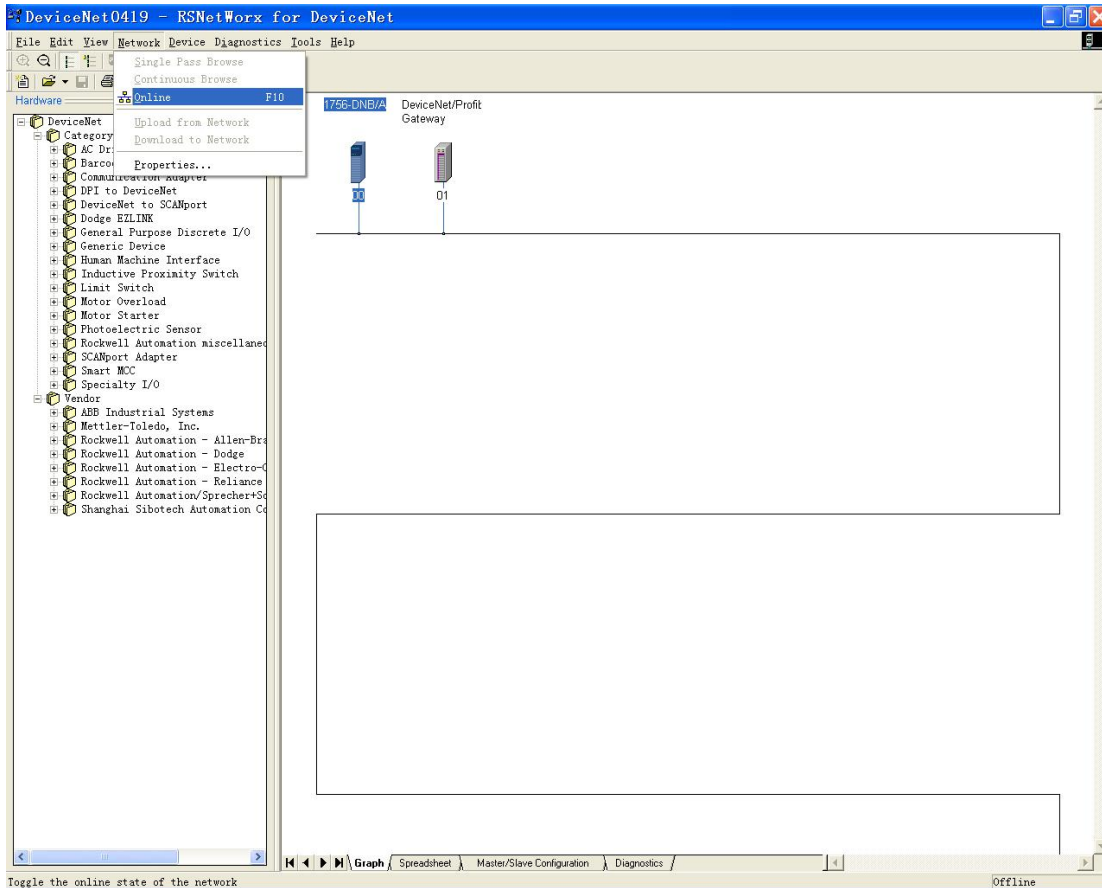 DeviceNet0419 - RSNetWorx for DeviceNet
File Edit View Network Device Diagnostics Tools Help
Single Pass Browse
Continuous Browse
Online F10
Upload from Network
Download to Network
Properties...
Hardware
DeviceNet
Category
AC Dr
Barco
Communication Adapter
DPI to DeviceNet
DeviceNet to SCANport
Dodge EZLINK
General Purpose Discrete I/O
Generic Device
Human Machine Interface
Inductive Proximity Switch
Limit Switch
Motor Overload
Motor Starter
Photoelectric Sensor
Rockwell Automation miscellaneo
SCANport Adapter
Smart MCC
Specialty I/O
Vendor
ABB Industrial Systems
Mettler-Toledo, Inc.
Rockwell Automation - Allen-Bra
Rockwell Automation - Dodge
Rockwell Automation - Electro-C
Rockwell Automation - Reliance
Rockwell Automation/Sprecher+Sc
Shanghai Sibotech Automation Co
1756-DNB/A
DeviceNet/Profit
Gateway
00
01
Graph Spreadsheet Master/Slave Configuration Diagnostics
Toggle the online state of the network
Offline